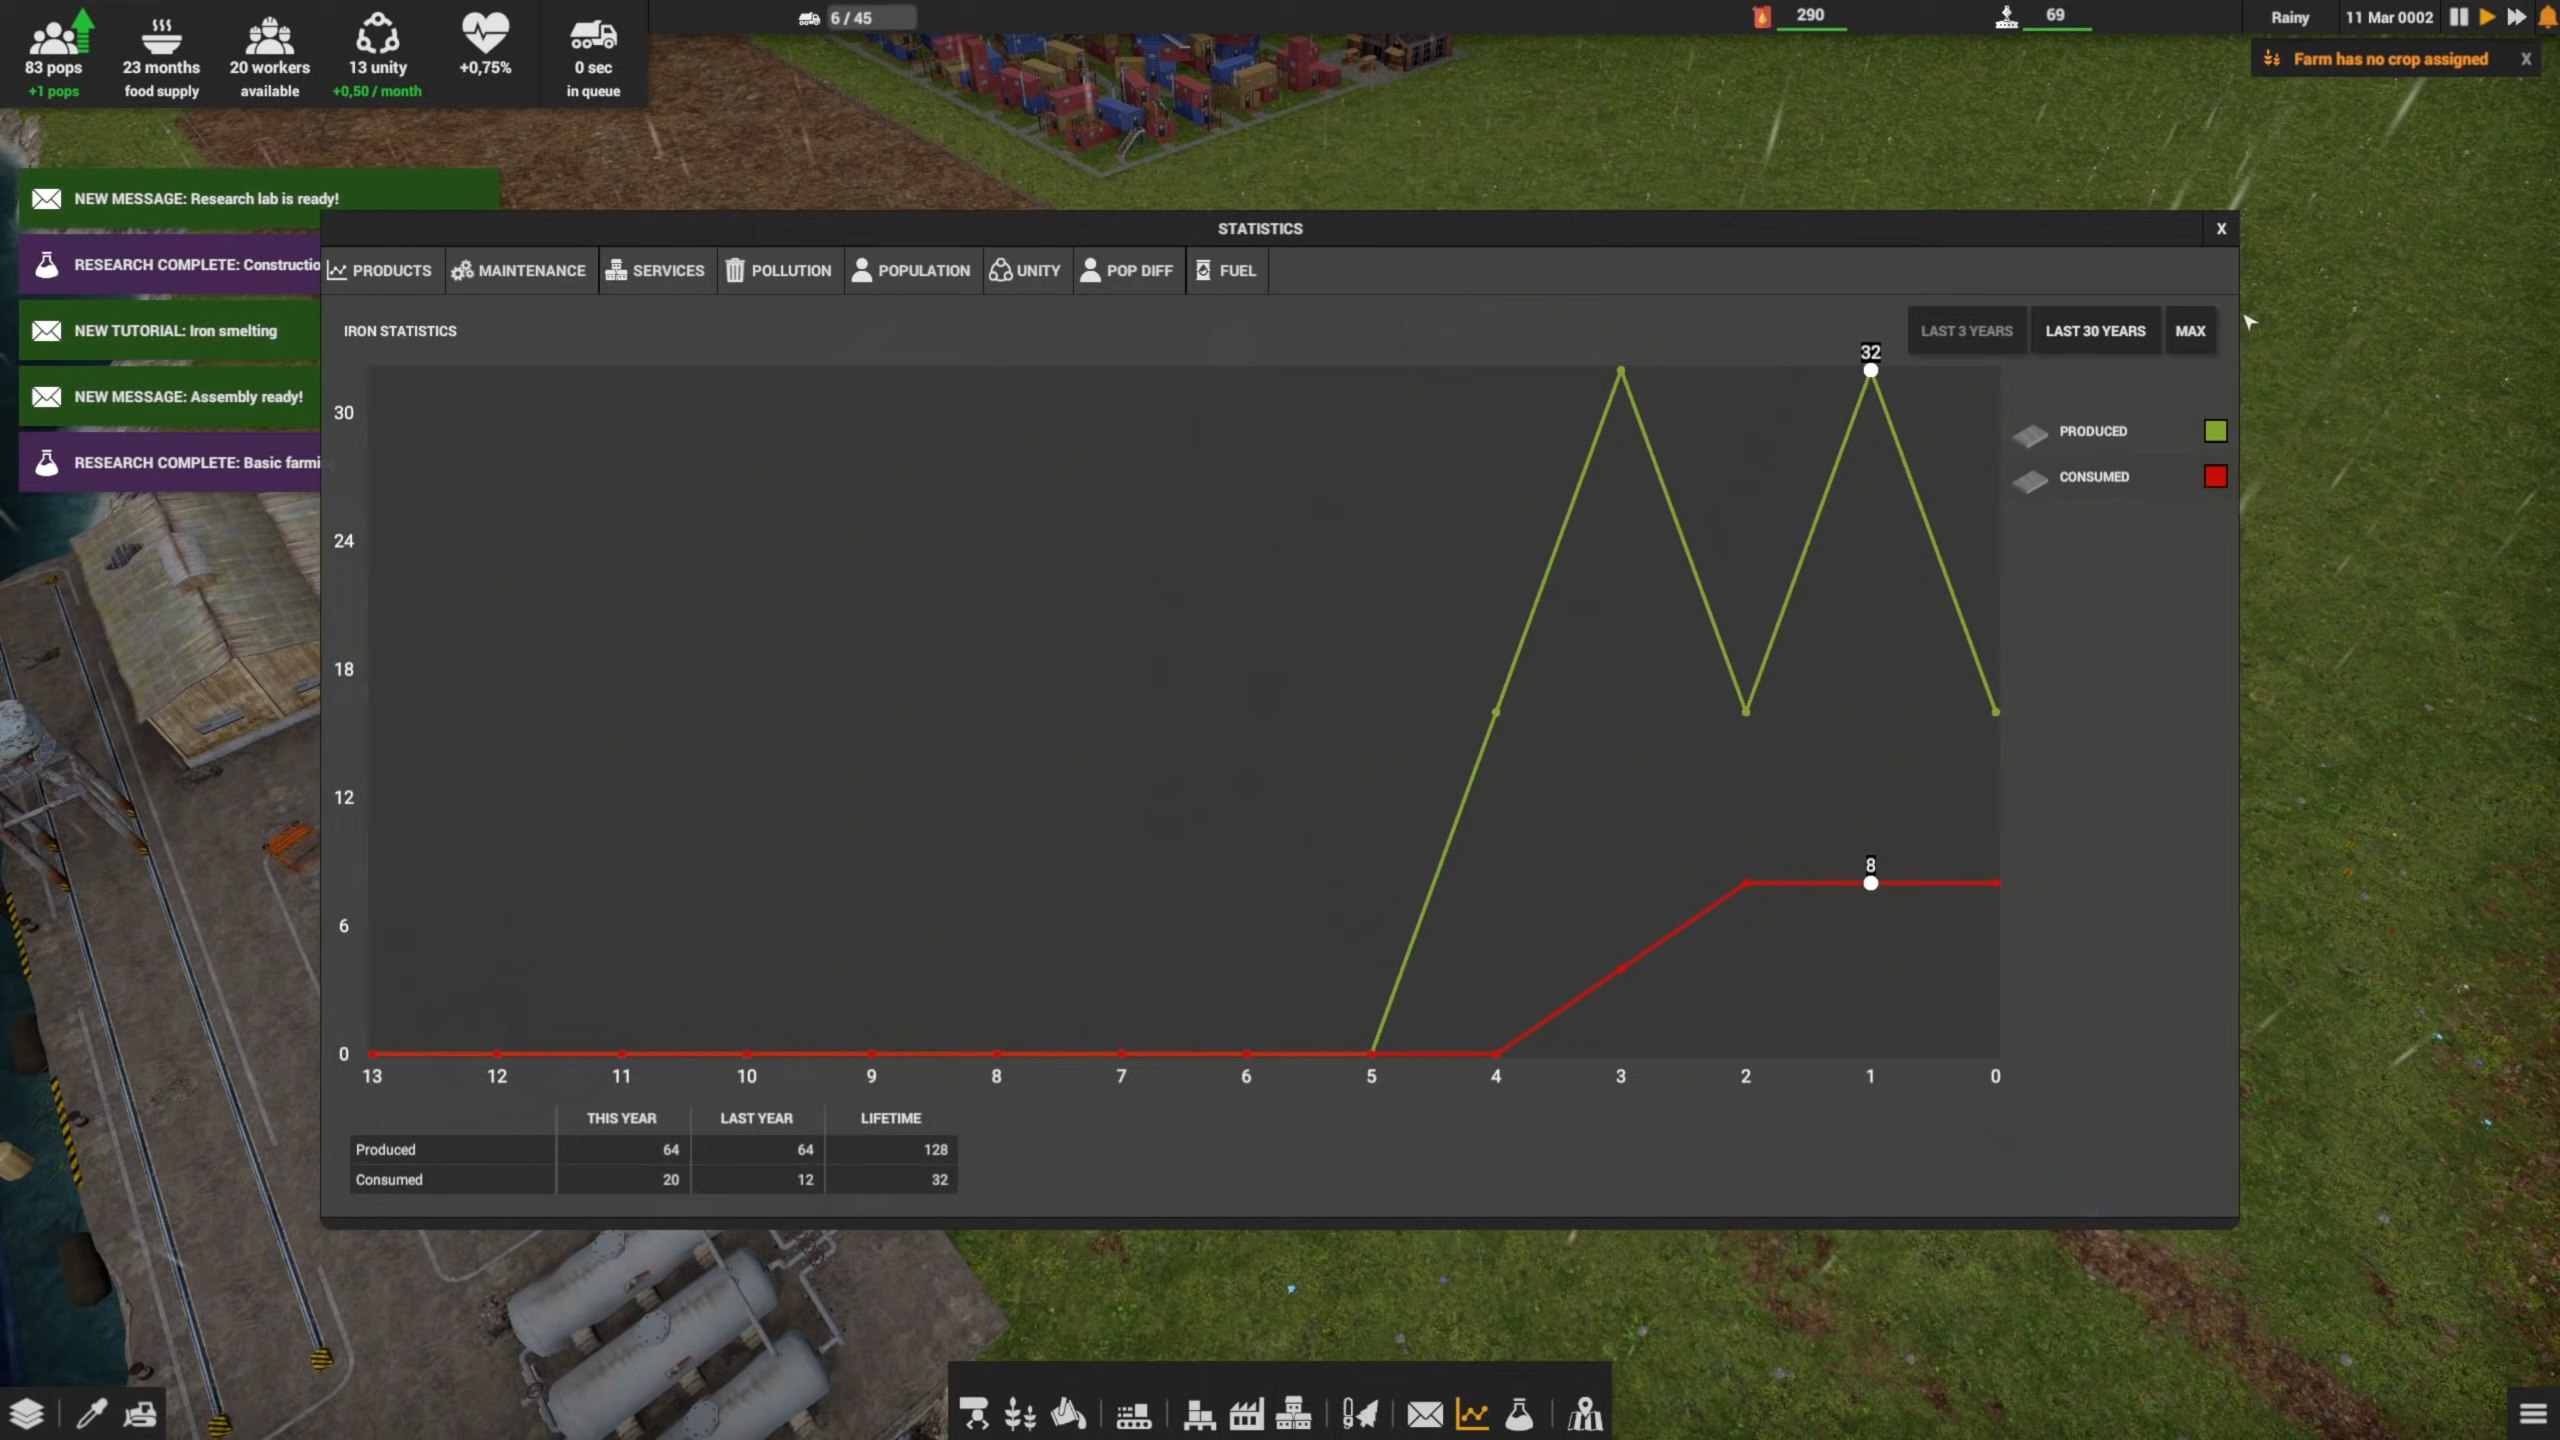 83 pops
+1 pops
23 months
food supply
20 workers
available
13 unity
+0,50 / month
+0,75%
0 sec
in queue
6 / 45
290
69
Rainy
11 Mar 0002
Farm has no crop assigned
X
NEW MESSAGE: Research lab is ready!
RESEARCH COMPLETE: Constructio
NEW TUTORIAL: Iron smelting
NEW MESSAGE: Assembly ready!
RESEARCH COMPLETE: Basic farmin
STATISTICS
X
PRODUCTS
MAINTENANCE
SERVICES
POLLUTION
POPULATION
UNITY
POP DIFF
FUEL
IRON STATISTICS
LAST 3 YEARS
LAST 30 YEARS
MAX
32
30
24
18
12
6
0
8
PRODUCED
CONSUMED
13 12 11 10 9 8 7 6 5 4 3 2 1 0
THIS YEAR LAST YEAR LIFETIME
Produced 64 64 128
Consumed 20 12 32